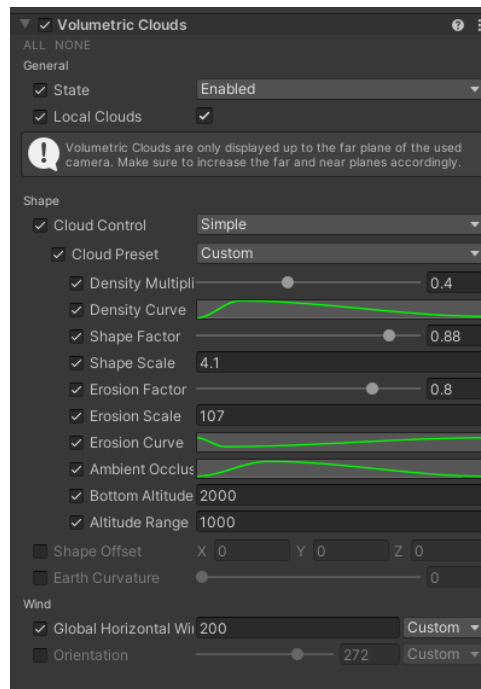 Volumetric Clouds
ALL NONE
General
State Enabled
Local Clouds
Volumetric Clouds are only displayed up to the far plane of the used
camera. Make sure to increase the far and near planes accordingly.
Shape
Cloud Control Simple
Cloud Preset Custom
Density Multipli 0.4
Density Curve
Shape Factor 0.88
Shape Scale 4.1
Erosion Factor 0.8
Erosion Scale 107
Erosion Curve
Ambient Occlus
Bottom Altitude 2000
Altitude Range 1000
Shape Offset X 0 Y 0 Z 0
Earth Curvature 0
Wind
Global Horizontal Wi 200 Custom
Orientation 272 Custom